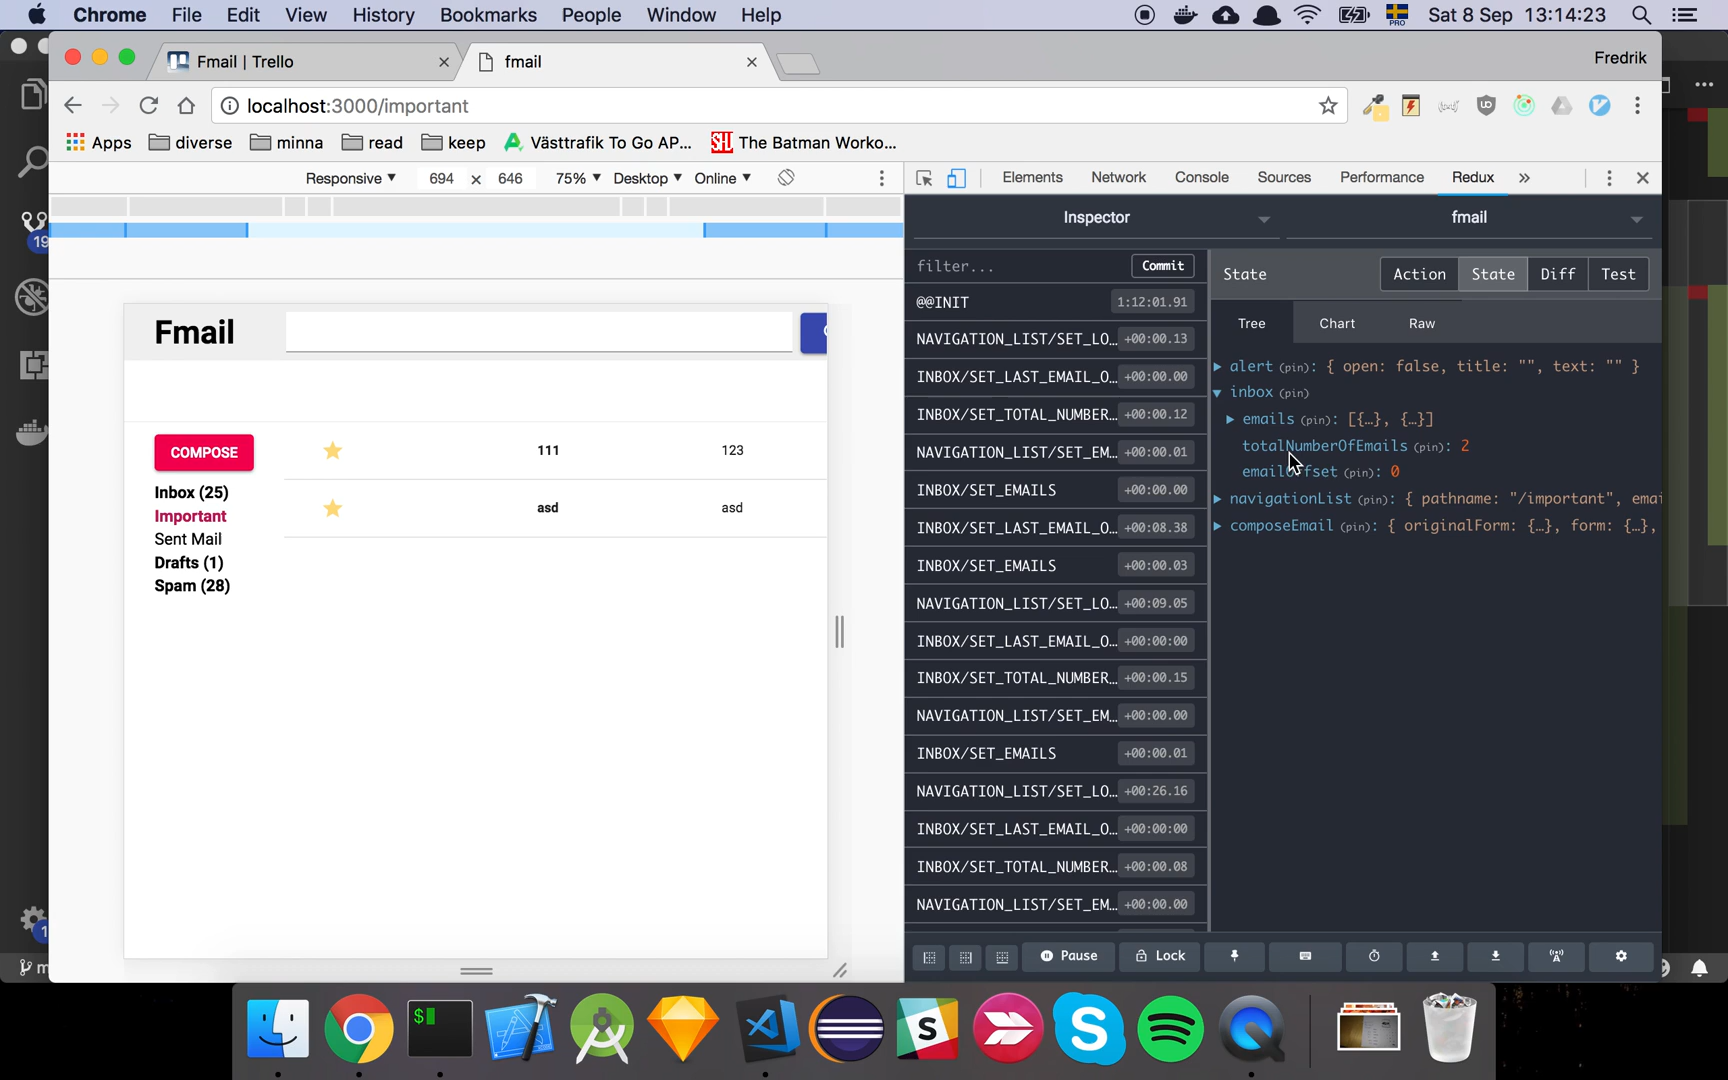 Chrome File Edit View History Bookmarks People Window Help PRO Sat 8 Sep 13:14:23
Fmail | Trello fmail Fredrik
localhost:3000/important
Apps diverse minna read keep Västtrafik To Go AP... The Batman Worko...
Responsive 694 x 646 75% Desktop Online
Elements Network Console Sources Performance Redux
Inspector fmail
filter... Commit
State Action State Diff Test
Tree Chart Raw
@@INIT 1:12:01.91
NAVIGATION_LIST/SET_LO... +00:00.13
INBOX/SET_LAST_EMAIL_O... +00:00.00
INBOX/SET_TOTAL_NUMBER... +00:00.12
NAVIGATION_LIST/SET_EM... +00:00.01
INBOX/SET_EMAILS +00:00.00
INBOX/SET_LAST_EMAIL_O... +00:08.38
INBOX/SET_EMAILS +00:00.03
NAVIGATION_LIST/SET_LO... +00:09.05
INBOX/SET_LAST_EMAIL_O... +00:00:00
INBOX/SET_TOTAL_NUMBER... +00:00.15
NAVIGATION_LIST/SET_EM... +00:00.00
INBOX/SET_EMAILS +00:00.01
NAVIGATION_LIST/SET_LO... +00:26.16
INBOX/SET_LAST_EMAIL_O... +00:00:00
INBOX/SET_TOTAL_NUMBER... +00:00.08
NAVIGATION_LIST/SET_EM... +00:00.00
alert (pin): { open: false, title: "", text: "" }
inbox (pin)
emails (pin): [{…}, {…}]
totalNumberOfEmails (pin): 2
emailOffset (pin): 0
navigationList (pin): { pathname: "/important", emai
composeEmail (pin): { originalForm: {…}, form: {…},
Pause Lock
Fmail
COMPOSE
Inbox (25)
Important
Sent Mail
Drafts (1)
Spam (28)
111 123
asd asd
19
1
$
S